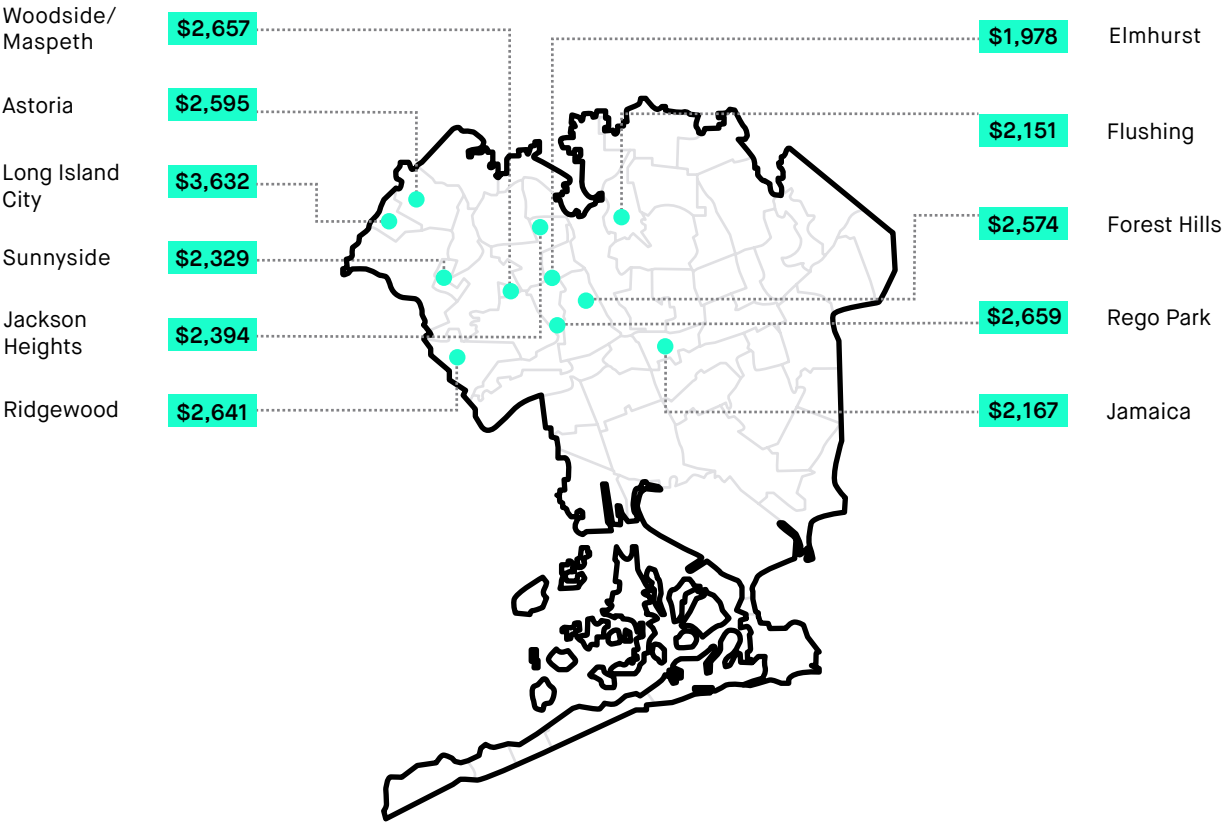 Woodside/
Maspeth
$2,657
Astoria
$2,595
Long Island
City
$3,632
Sunnyside
$2,329
Jackson
Heights
$2,394
Ridgewood
$2,641
$1,978
Elmhurst
$2,151
Flushing
$2,574
Forest Hills
$2,659
Rego Park
$2,167
Jamaica